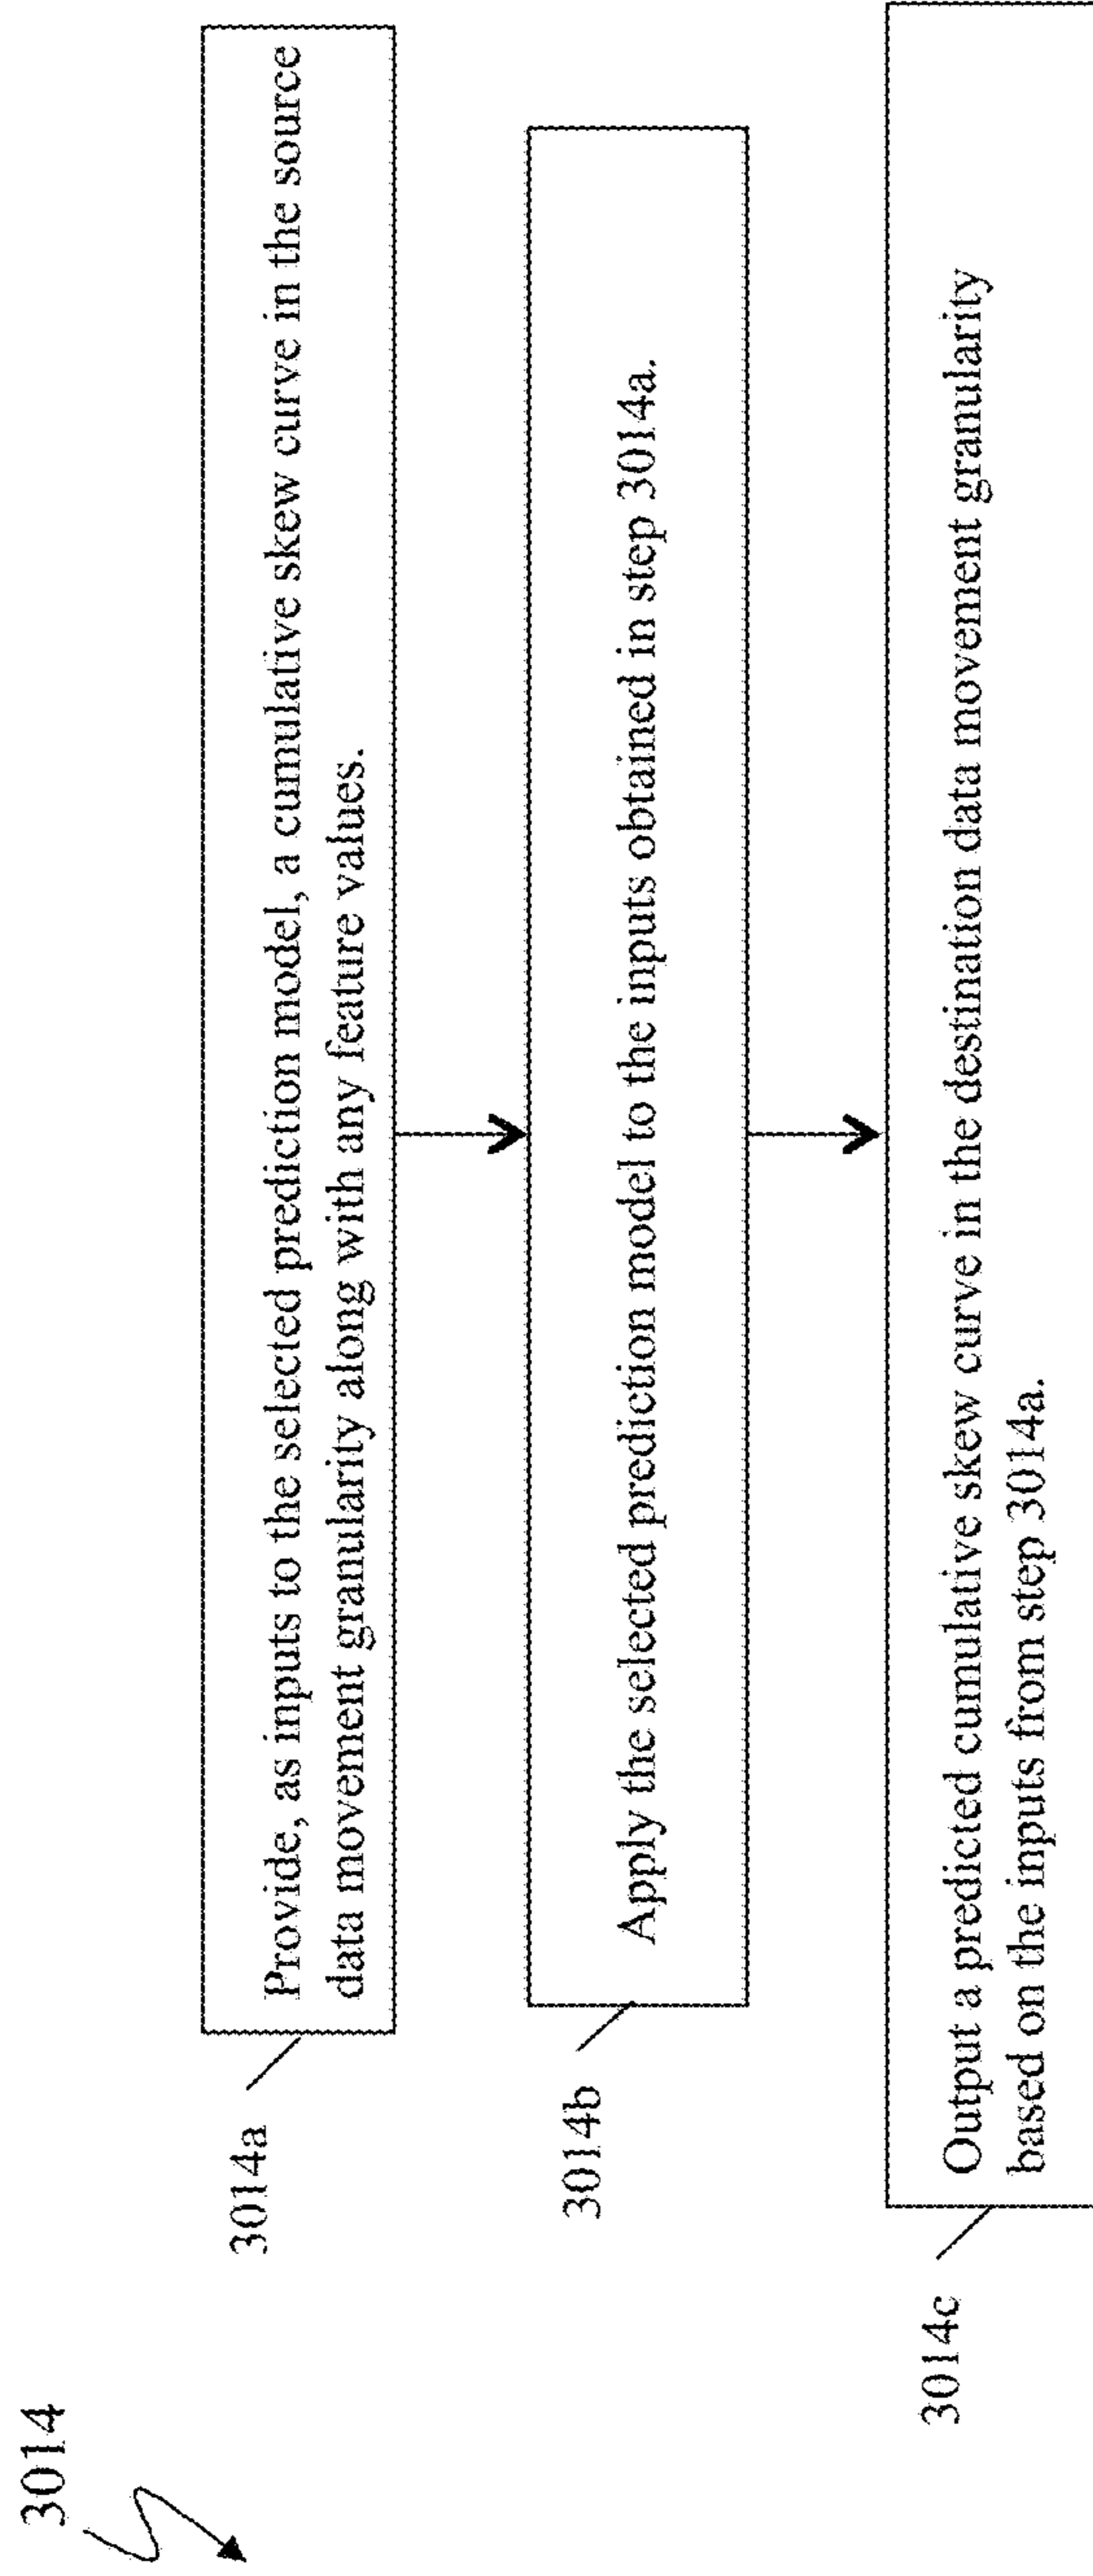 3014
3014a
Provide, as inputs to the selected prediction model, a cumulative skew curve in the source
data movement granularity along with any feature values.
3014b
Apply the selected prediction model to the inputs obtained in step 3014a.
3014c
Output a predicted cumulative skew curve in the destination data movement granularity
based on the inputs from step 3014a.